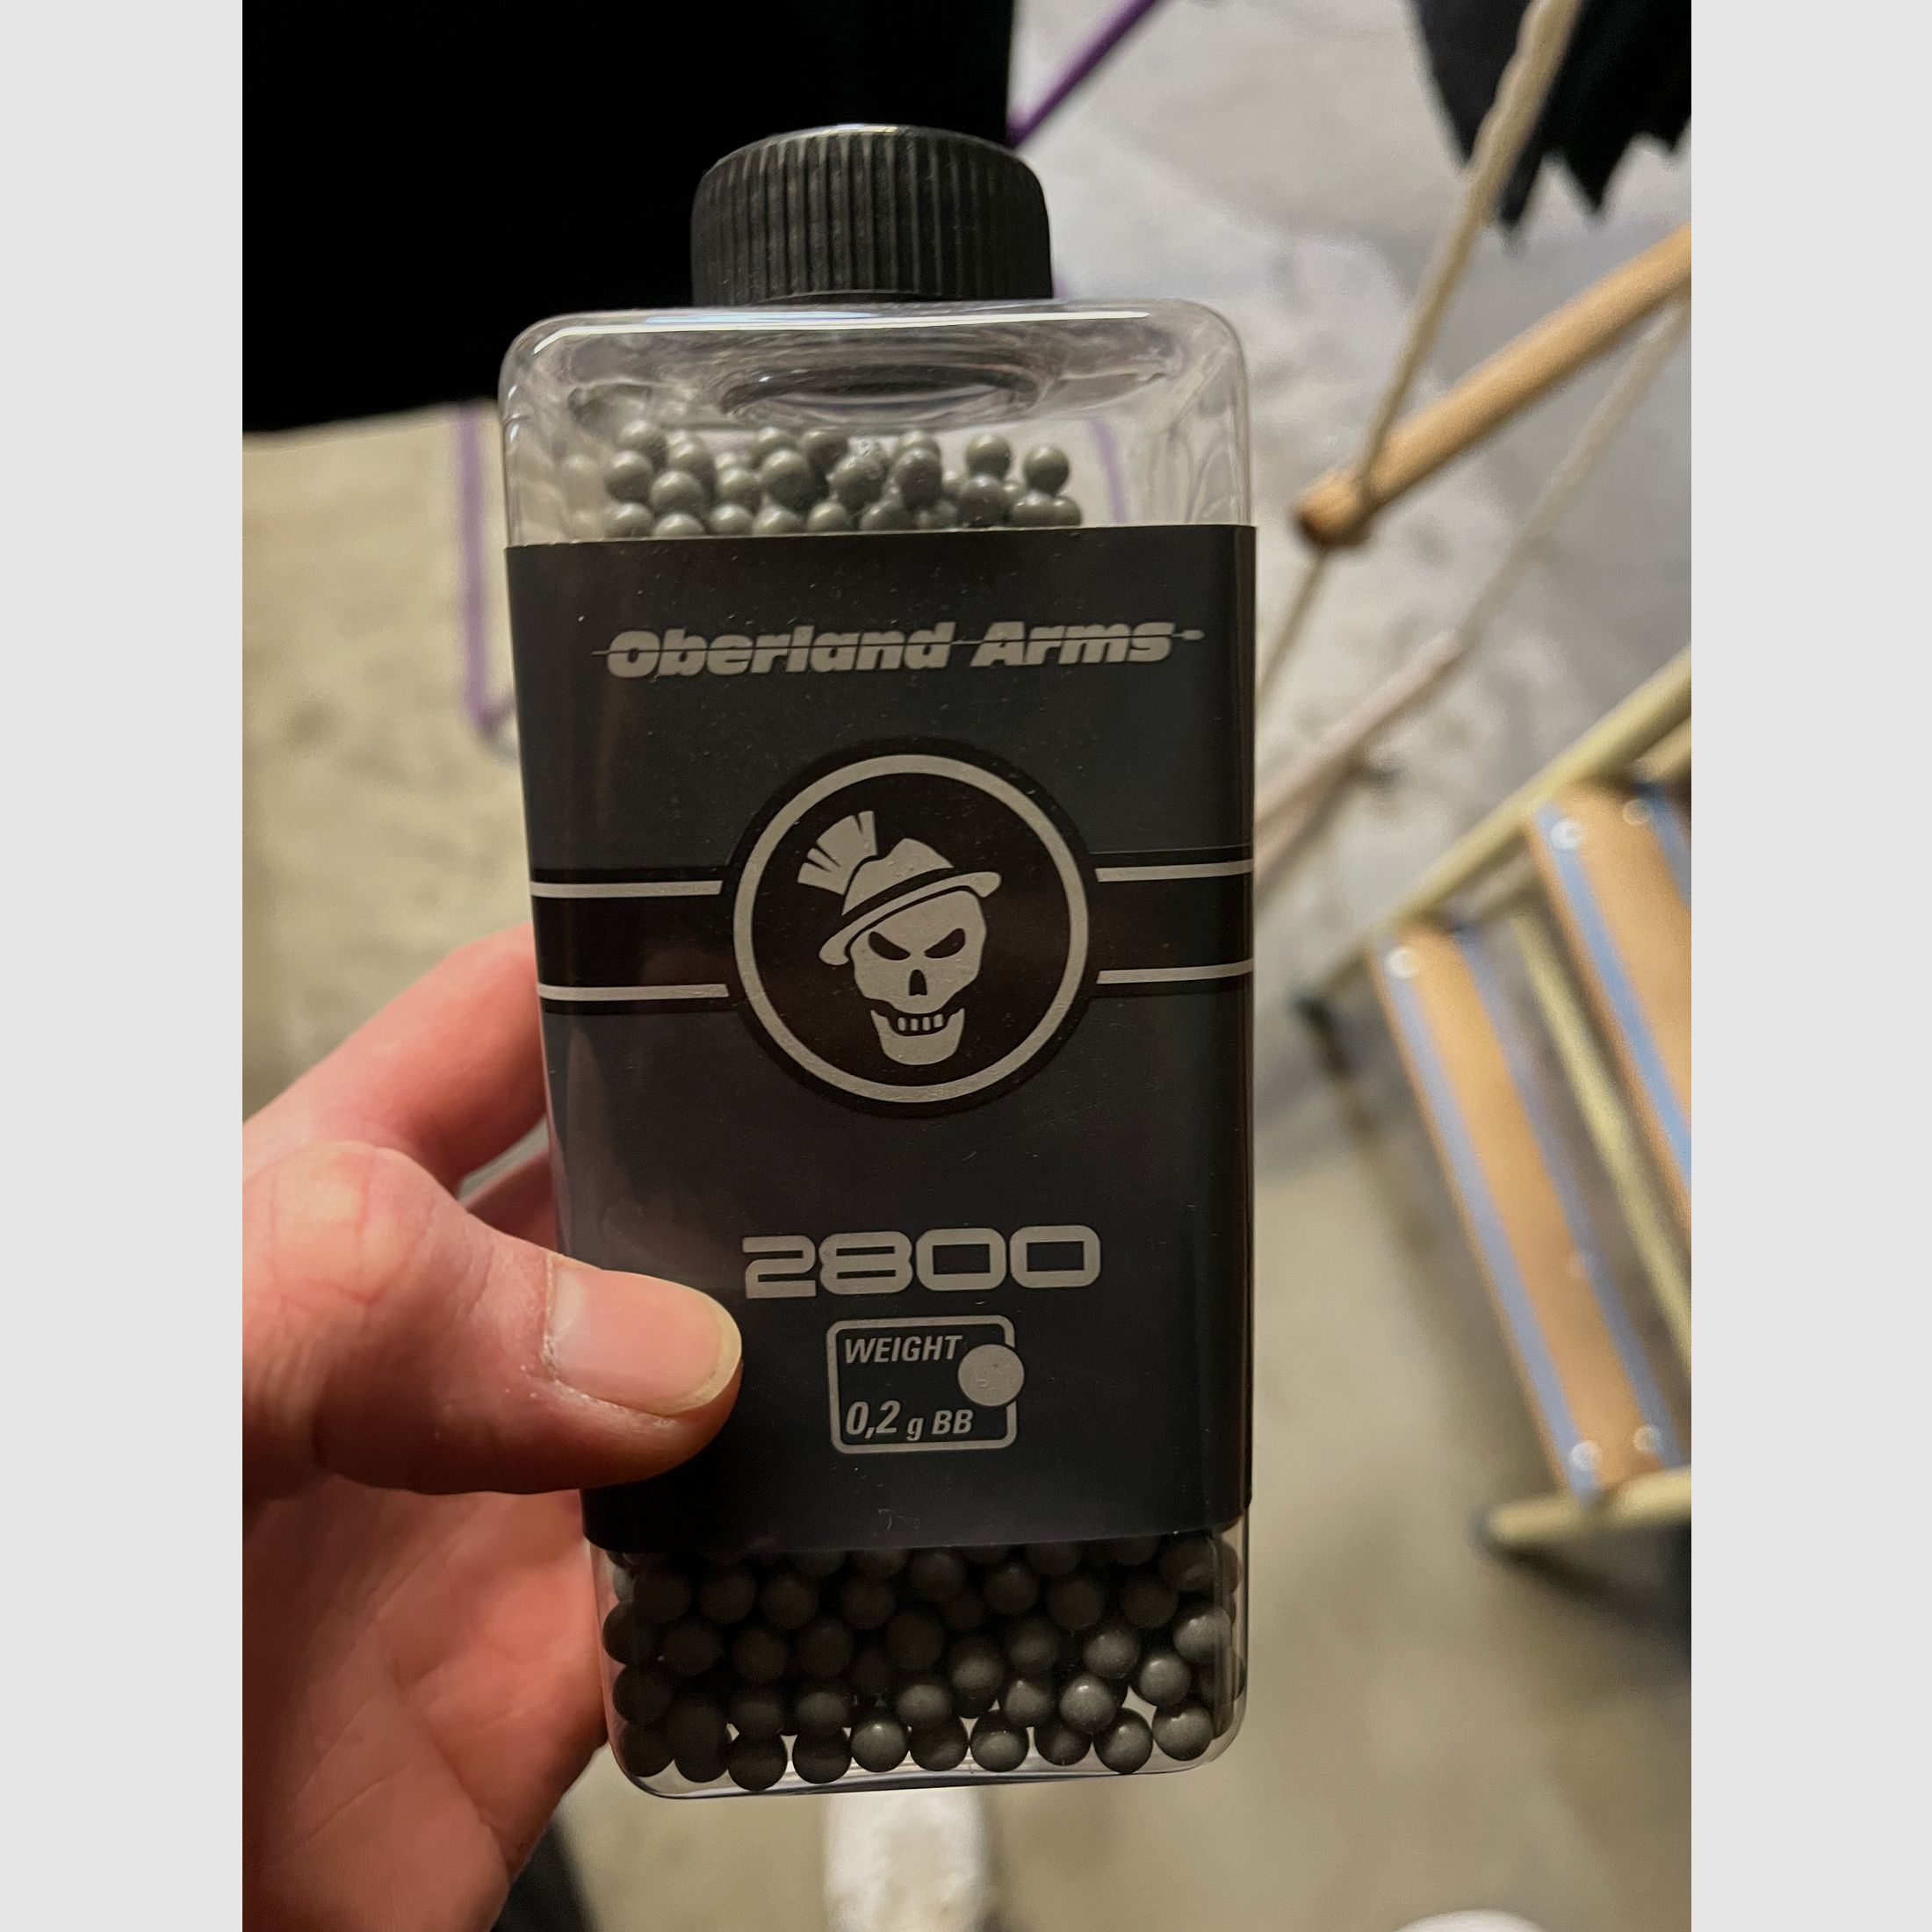 Oberland Arms
2800
WEIGHT
0,2 g BB